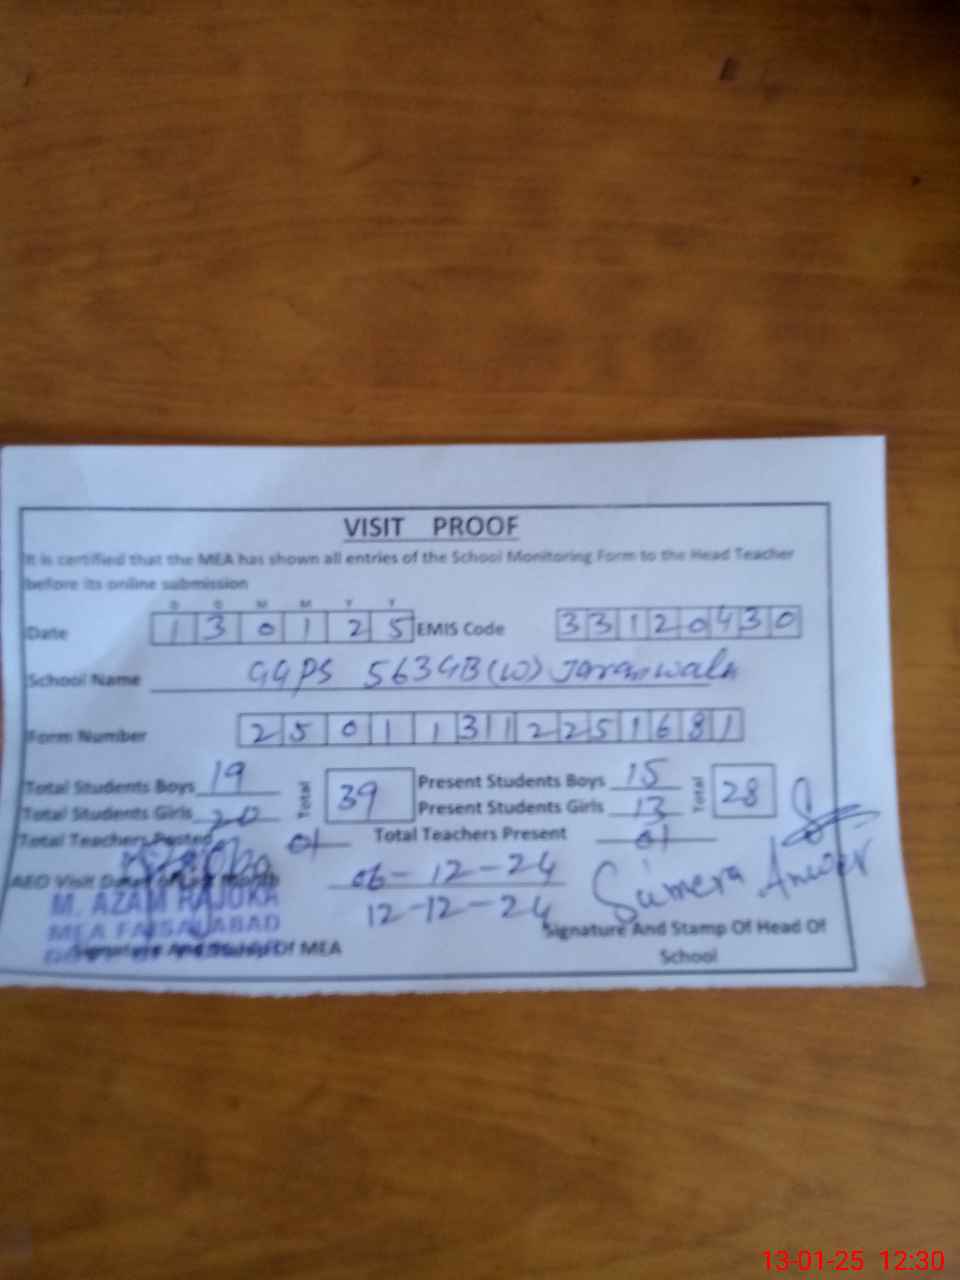 VISIT PROOF
It is certified that the MEA has shown all entries of the School Monitoring Form to the Head Teacher
before its online submission
D D M M Y Y
Date 1 3 0 1 2 5 EMIS Code 3 3 1 2 0 4 3 0
School Name GGPS 563GB(W) Jaranwala
Form Number 2 5 0 1 1 3 1 2 2 5 1 6 8 1
Total Students Boys 19 Total 39 Present Students Boys 15 Total 28
Total Students Girls 20 Present Students Girls 13
Total Teachers Posted 01 Total Teachers Present 01
AEO Visit 06-12-24
12-12-24
Samera Anwer
M. AZAM RAJOKA
MEA FAISALABAD
Signature And Of MEA
Signature And Stamp Of Head Of
School
13-01-25 12:30